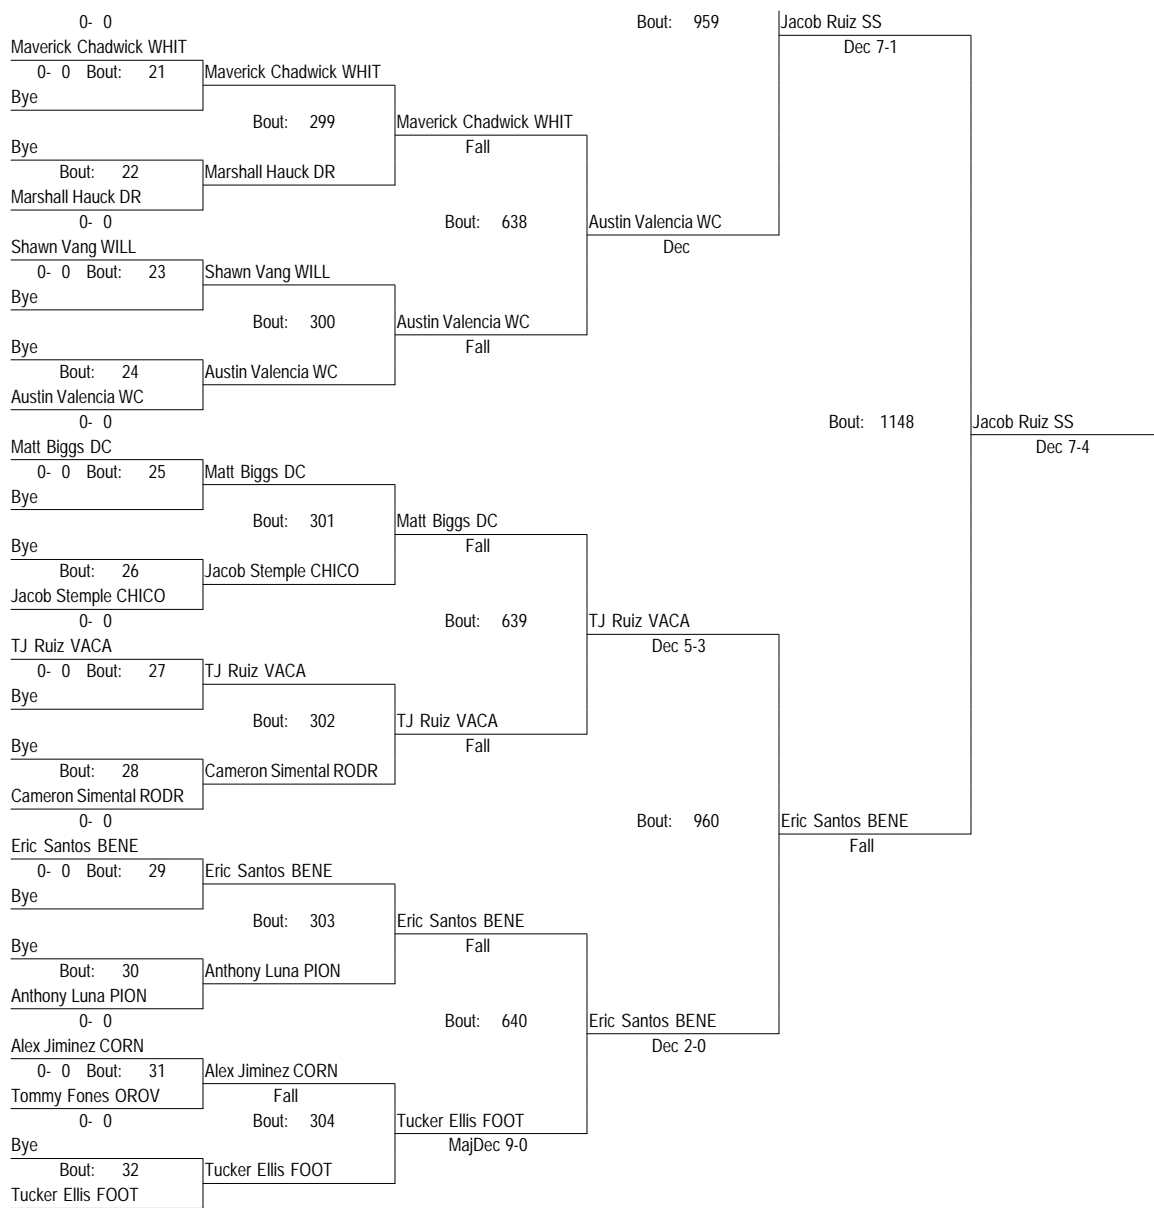 0- 0
Bout: 959
Jacob Ruiz SS
Maverick Chadwick WHIT
Dec 7-1
0- 0 Bout: 21
Maverick Chadwick WHIT
Bye
Bout: 299
Maverick Chadwick WHIT
Bye
Fall
Bout: 22
Marshall Hauck DR
Marshall Hauck DR
0- 0
Bout: 638
Austin Valencia WC
Shawn Vang WILL
Dec
0- 0 Bout: 23
Shawn Vang WILL
Bye
Bout: 300
Austin Valencia WC
Bye
Fall
Bout: 24
Austin Valencia WC
Austin Valencia WC
0- 0
Bout: 1148
Jacob Ruiz SS
Matt Biggs DC
Dec 7-4
0- 0 Bout: 25
Matt Biggs DC
Bye
Bout: 301
Matt Biggs DC
Bye
Fall
Bout: 26
Jacob Stemple CHICO
Jacob Stemple CHICO
0- 0
Bout: 639
TJ Ruiz VACA
TJ Ruiz VACA
Dec 5-3
0- 0 Bout: 27
TJ Ruiz VACA
Bye
Bout: 302
TJ Ruiz VACA
Bye
Fall
Bout: 28
Cameron Simental RODR
Cameron Simental RODR
0- 0
Bout: 960
Eric Santos BENE
Eric Santos BENE
Fall
0- 0 Bout: 29
Eric Santos BENE
Bye
Bout: 303
Eric Santos BENE
Bye
Fall
Bout: 30
Anthony Luna PION
Anthony Luna PION
0- 0
Bout: 640
Eric Santos BENE
Alex Jiminez CORN
Dec 2-0
0- 0 Bout: 31
Alex Jiminez CORN
Tommy Fones OROV
Fall
0- 0
Bout: 304
Tucker Ellis FOOT
Bye
MajDec 9-0
Bout: 32
Tucker Ellis FOOT
Tucker Ellis FOOT